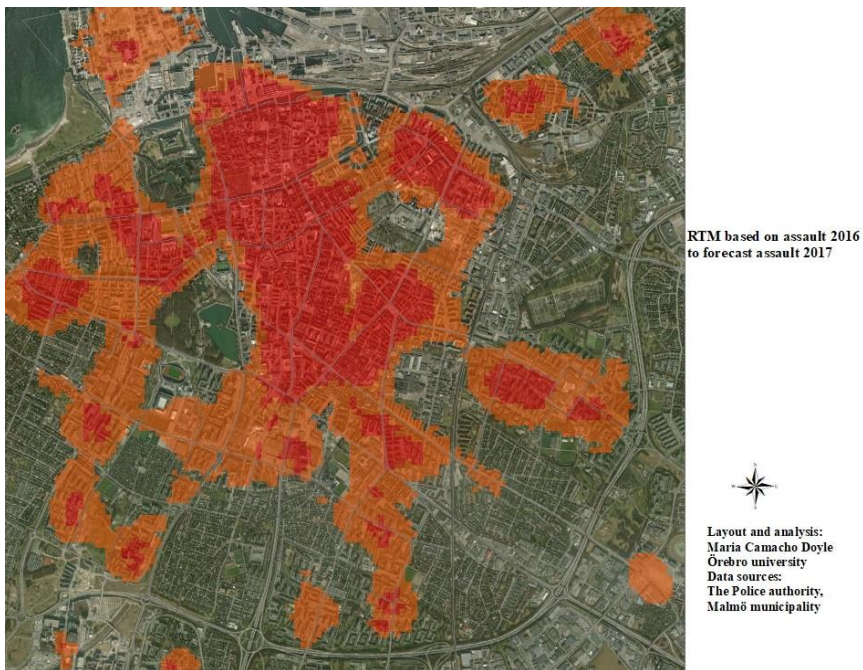 RTM based on assault 2016
to forecast assault 2017
Layout and analysis:
Maria Camacho Doyle
Örebro university
Data sources:
The Police authority,
Malmö municipality